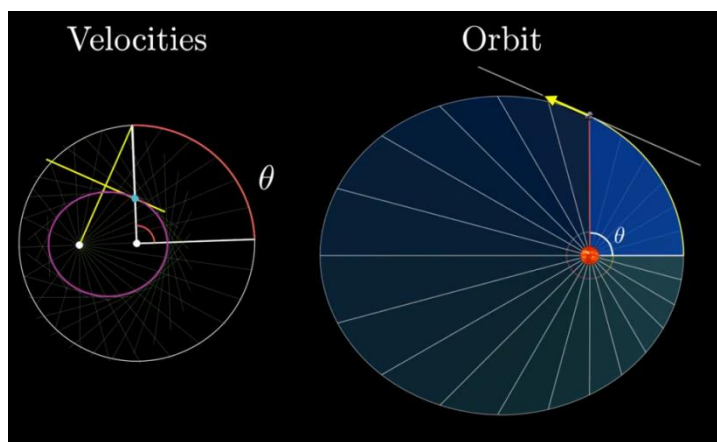 Velocities
Orbit
θ
θ